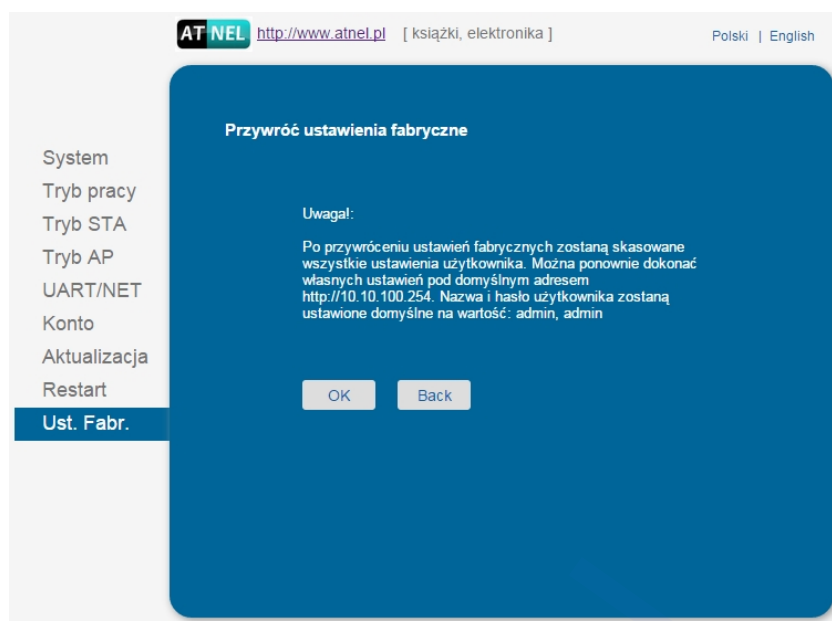 AT NEL http://www.atnel.pl [ książki, elektronika ] Polski | English
Przywróć ustawienia fabryczne
System
Tryb pracy
Tryb STA
Tryb AP
UART/NET
Konto
Aktualizacja
Restart
Ust. Fabr.
Uwaga!:
Po przywróceniu ustawień fabrycznych zostaną skasowane
wszystkie ustawienia użytkownika. Można ponownie dokonać
własnych ustawień pod domyślnym adresem
http://10.10.100.254. Nazwa i hasło użytkownika zostaną
ustawione domyślne na wartość: admin, admin
OK Back